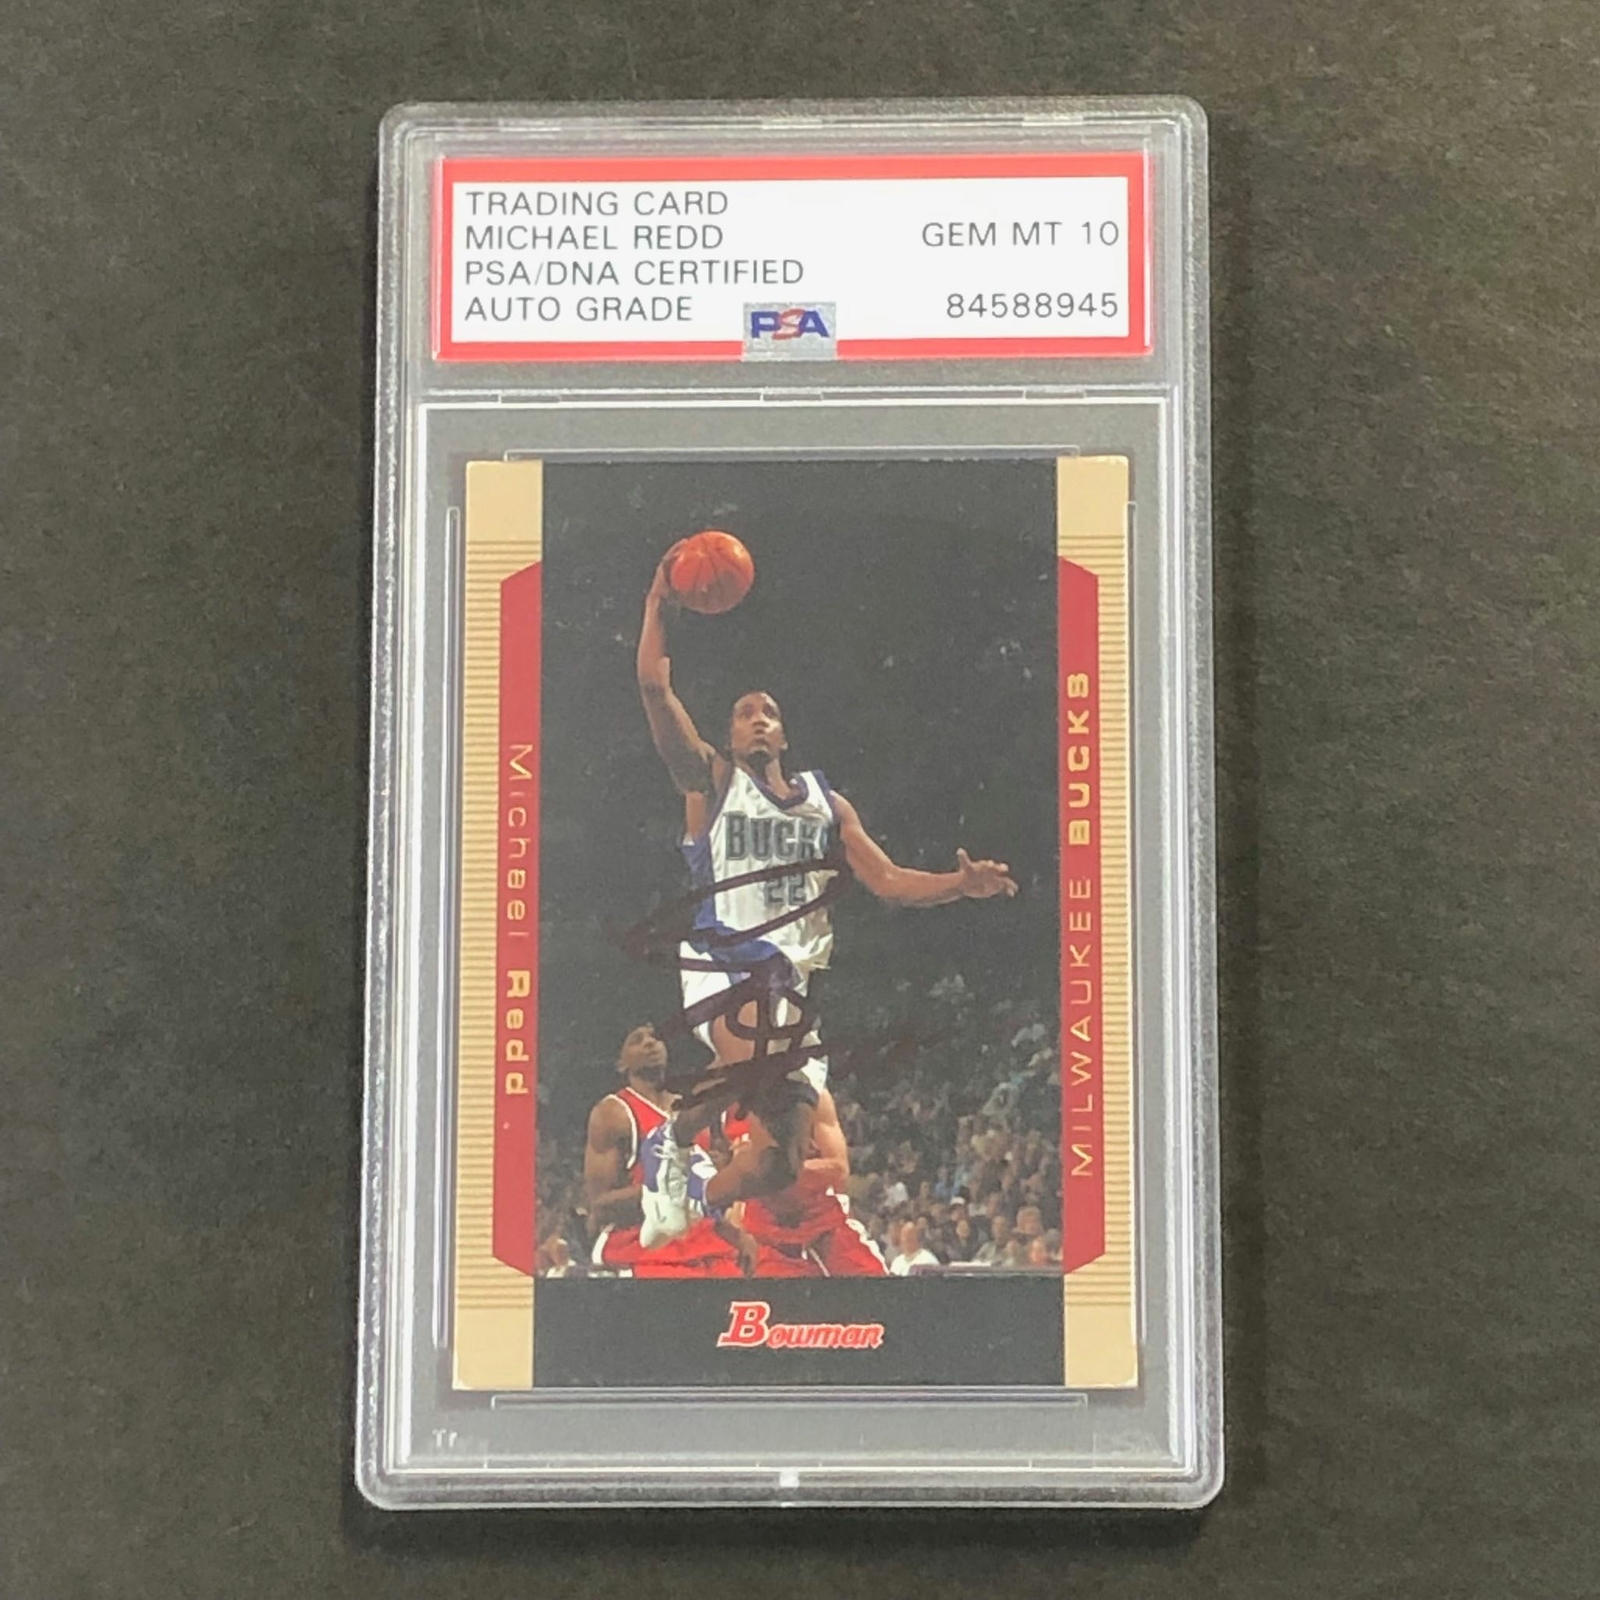 TRADING CARD
MICHAEL REDD
PSA/DNA CERTIFIED
AUTO GRADE
GEM MT 10
84588945
PSA
Michael Redd
MILWAUKEE BUCKS
BUCKS
22
Bowman